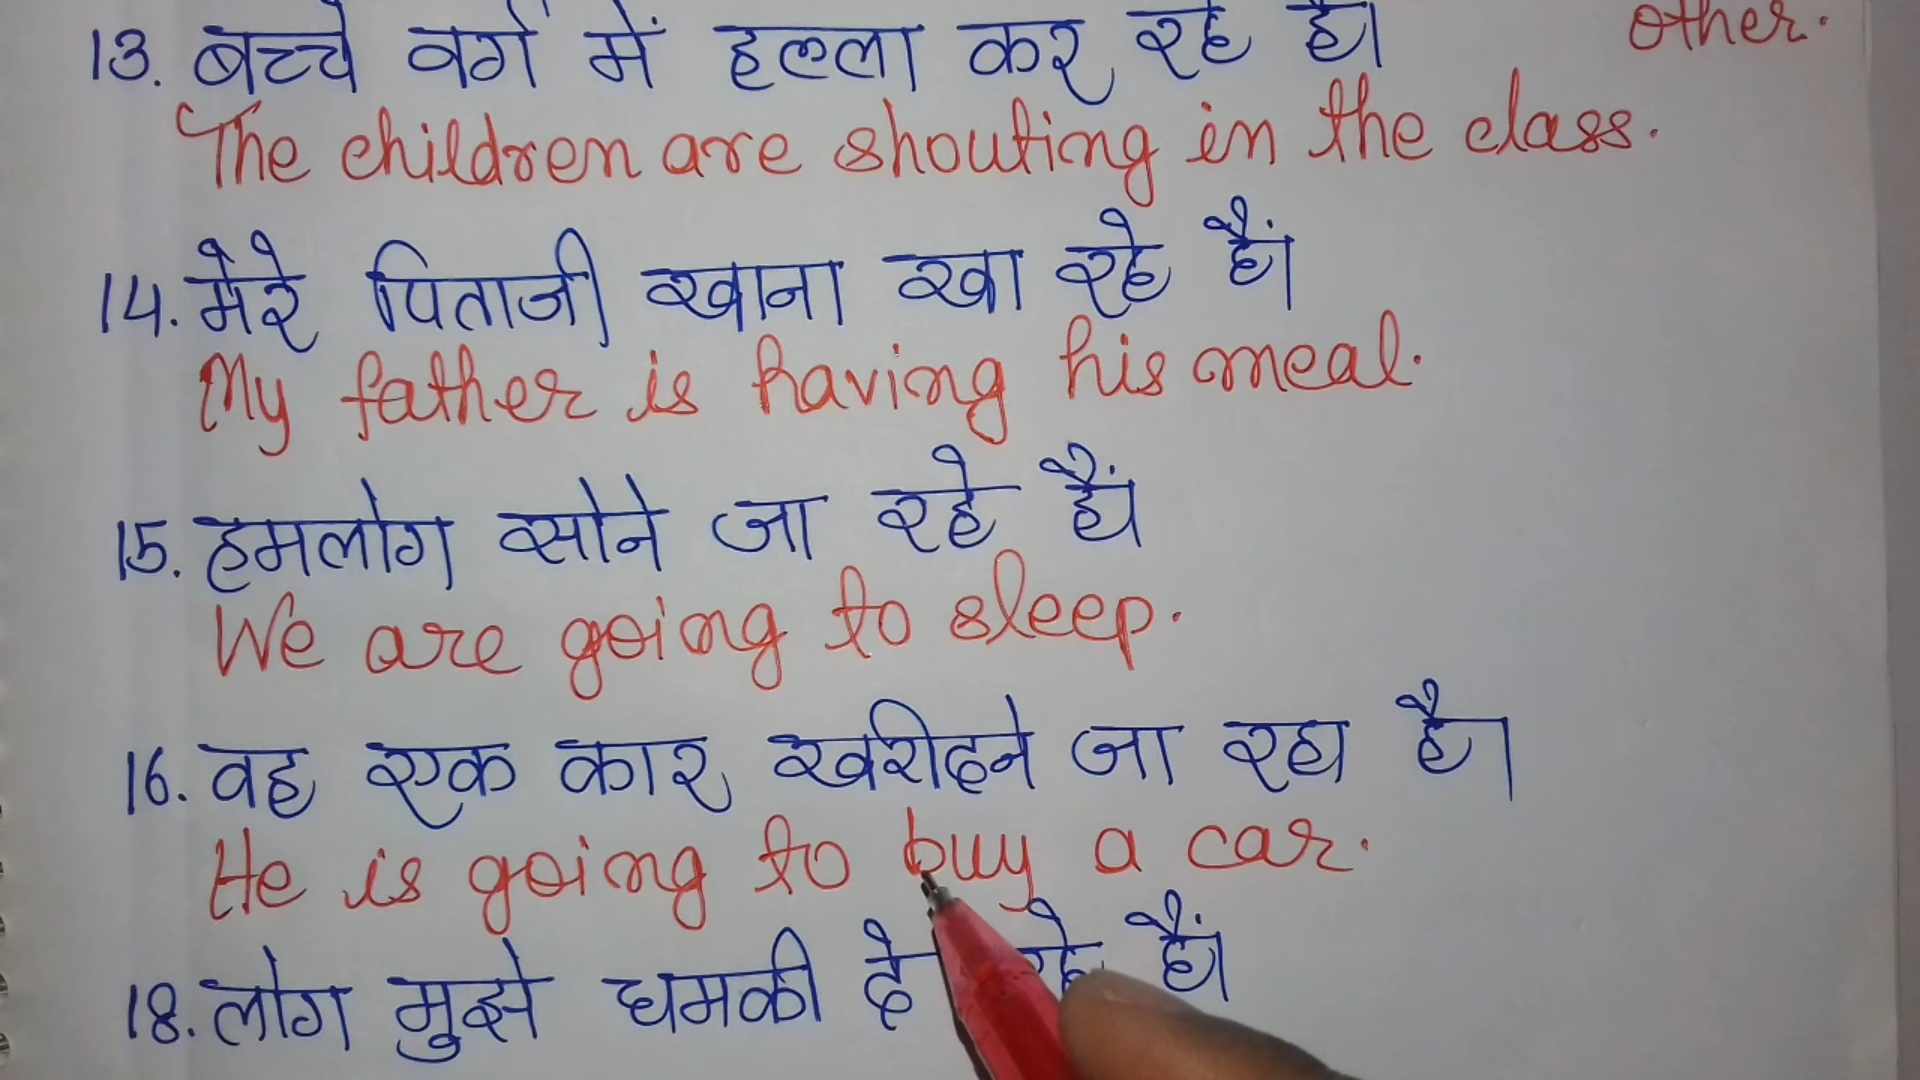 13. बच्चे वर्ग में हल्ला कर रहे हैं। other.
The children are shouting in the class.
14. मेरे पिताजी खाना खा रहे हैं।
My father is having his meal.
15. हमलोग सोने जा रहे हैं।
We are going to sleep.
16. वह एक कार खरीदने जा रहा है।
He is going to buy a car.
18. लोग मुझे धमकी दे रहे हैं।